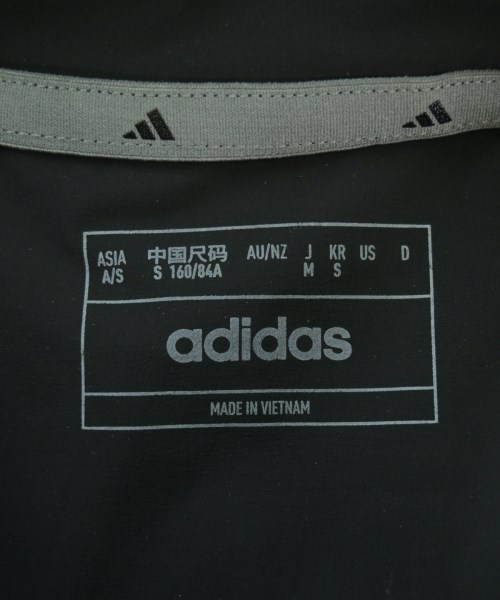 ASIA 中国尺码 AU/NZ J KR US D
A/S S 160/84A M S
adidas
MADE IN VIETNAM